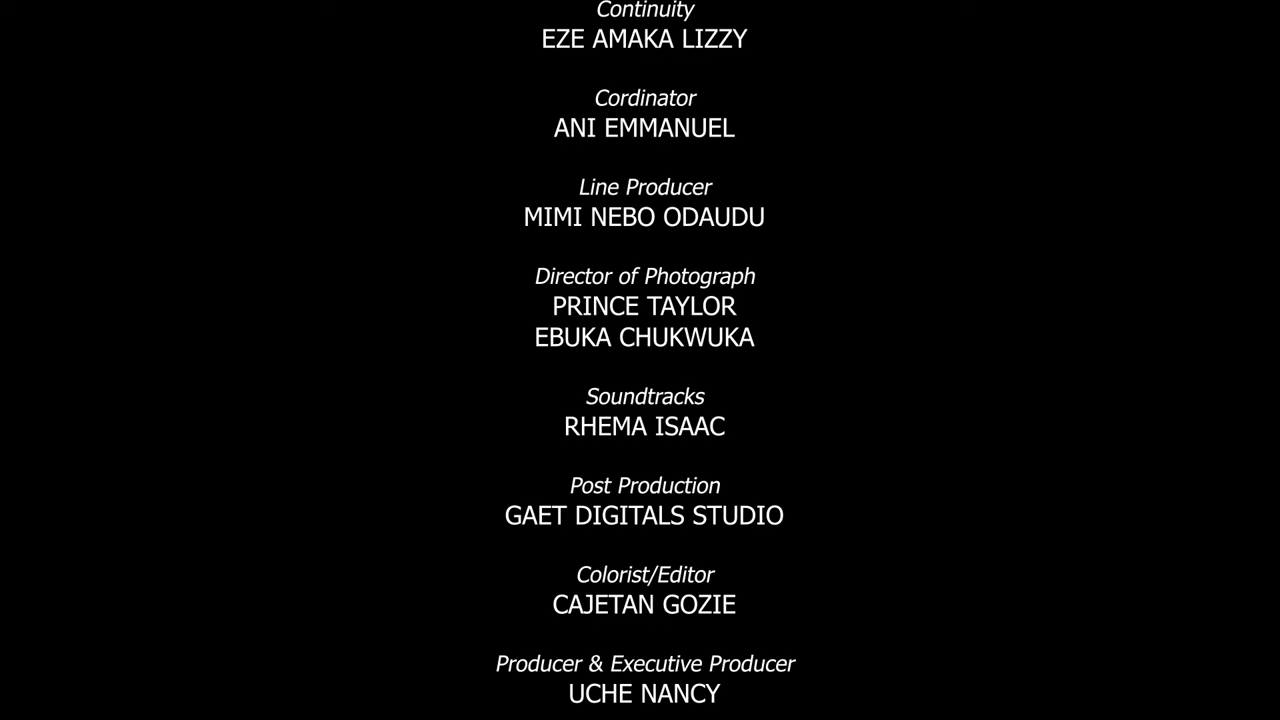 Continuity
EZE AMAKA LIZZY
Cordinator
ANI EMMANUEL
Line Producer
MIMI NEBO ODAUDU
Director of Photograph
PRINCE TAYLOR
EBUKA CHUKWUKA
Soundtracks
RHEMA ISAAC
Post Production
GAET DIGITALS STUDIO
Colorist/Editor
CAJETAN GOZIE
Producer & Executive Producer
UCHE NANCY